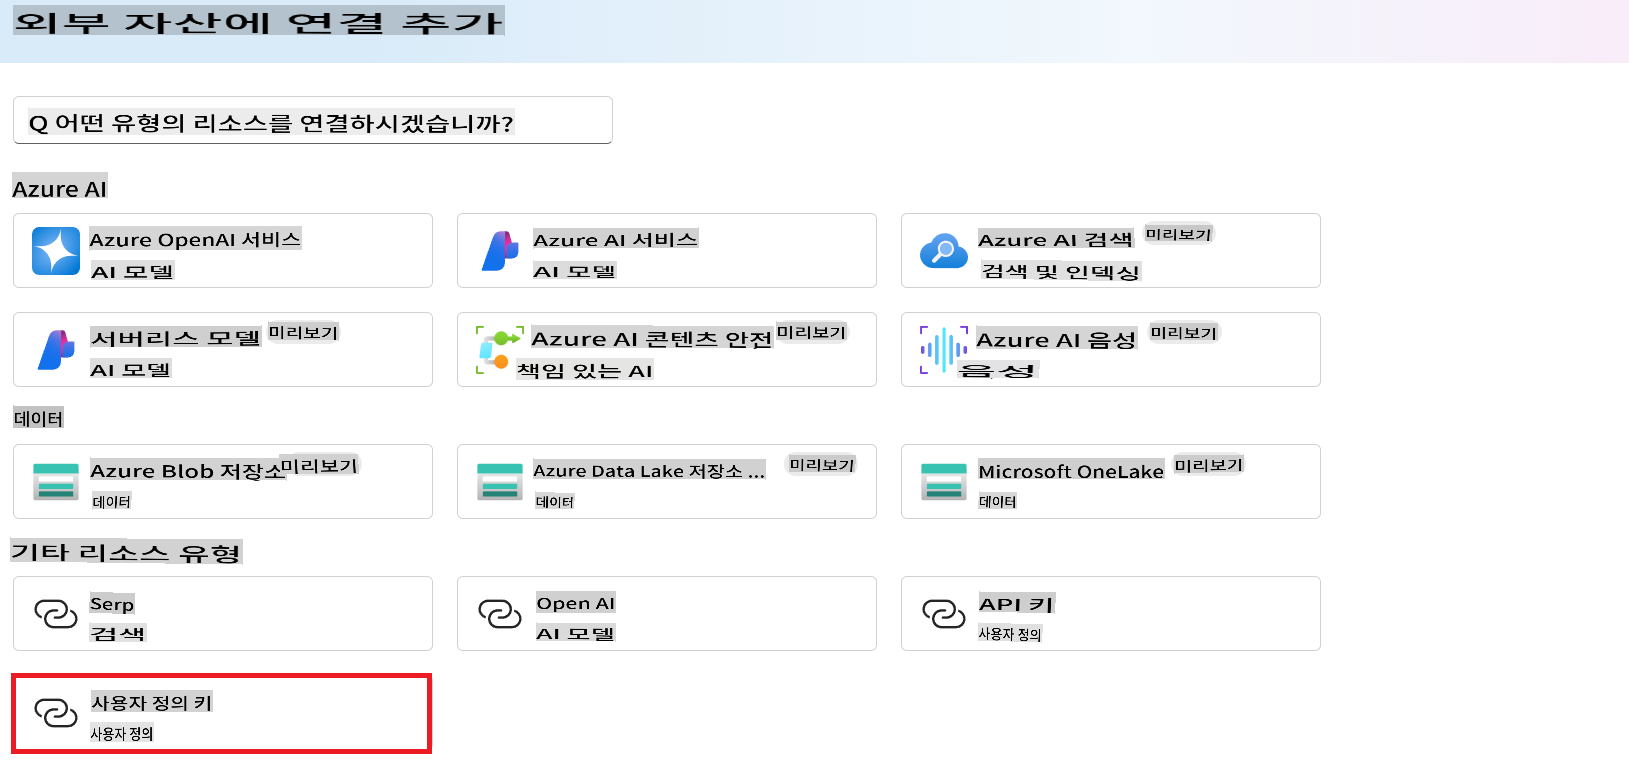 외부 자산에 연결 추가
Q 어떤 유형의 리소스를 연결하시겠습니까?
Azure AI
Azure OpenAI 서비스
AI 모델
Azure AI 서비스
AI 모델
Azure AI 검색 미리보기
검색 및 인덱싱
서버리스 모델 미리보기
AI 모델
Azure AI 콘텐츠 안전 미리보기
책임 있는 AI
Azure AI 음성 미리보기
음성
데이터
Azure Blob 저장소 미리보기
데이터
Azure Data Lake 저장소 ... 미리보기
데이터
Microsoft OneLake 미리보기
데이터
기타 리소스 유형
Serp
검색
Open AI
AI 모델
API 키
사용자 정의
사용자 정의 키
사용자 정의